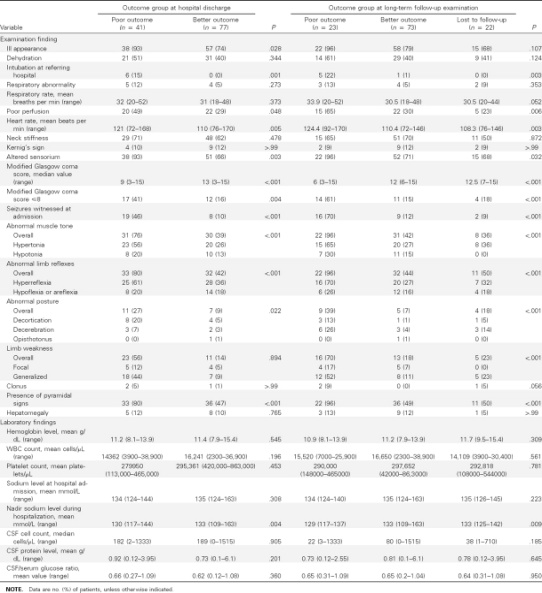 Outcome group at hospital discharge Outcome group at long-term follow-up examination
Variable Poor outcome (n = 41) Better outcome (n = 77) P Poor outcome (n = 23) Better outcome (n = 73) Lost to follow-up (n = 22) P
Examination finding
Ill appearance 38 (93) 57 (74) .028 22 (96) 58 (79) 15 (68) .107
Dehydration 21 (51) 31 (40) .344 14 (61) 29 (40) 9 (41) .124
Intubation at referring hospital 6 (15) 0 (0) .001 5 (22) 1 (1) 0 (0) .003
Respiratory abnormality 5 (12) 4 (5) .273 3 (13) 4 (5) 2 (9) .353
Respiratory rate, mean breaths per min (range) 32 (20–52) 31 (18–48) .373 33.9 (20–52) 30.5 (18–48) 30.5 (20–44) .052
Poor perfusion 20 (49) 22 (29) .048 15 (65) 22 (30) 5 (23) .006
Heart rate, mean beats per min (range) 121 (72–168) 110 (76–170) .005 124.4 (92–170) 110.4 (72–146) 108.2 (76–146) .003
Neck stiffness 29 (71) 48 (62) .478 15 (65) 51 (70) 11 (50) .872
Kernig's sign 4 (10) 9 (12) >.99 2 (9) 9 (12) 2 (9) >.99
Altered sensorium 38 (93) 51 (66) .003 22 (96) 52 (71) 15 (68) .032
Modified Glasgow coma score, median value (range) 9 (3–15) 13 (3–15) <.001 6 (3–15) 12 (6–15) 12.5 (7–15) <.001
Modified Glasgow coma score ≤8 17 (41) 12 (16) .004 14 (61) 11 (15) 4 (18) <.001
Seizures witnessed at admission 19 (46) 8 (10) <.001 16 (70) 9 (12) 2 (9) <.001
Abnormal muscle tone
Overall 31 (76) 30 (39) <.001 22 (96) 31 (42) 8 (36) <.001
Hypertonia 23 (56) 20 (26) 15 (65) 20 (27) 8 (36)
Hypotonia 8 (20) 10 (13) 7 (30) 11 (15) 0 (0)
Abnormal limb reflexes
Overall 33 (80) 32 (42) <.001 22 (96) 32 (44) 11 (50) <.001
Hyperreflexia 25 (61) 28 (36) 16 (70) 20 (27) 7 (32)
Hypoflexia or areflexia 8 (20) 14 (18) 6 (26) 12 (16) 4 (18)
Abnormal posture
Overall 11 (27) 7 (9) .022 9 (39) 5 (7) 4 (18) <.001
Decortication 8 (20) 4 (5) 3 (13) 1 (1) 1 (5)
Decerebration 3 (7) 2 (3) 6 (26) 3 (4) 3 (14)
Opisthotonus 0 (0) 1 (1) 0 (0) 1 (1) 0 (0)
Limb weakness
Overall 23 (56) 11 (14) .894 16 (70) 13 (18) 5 (23) <.001
Focal 5 (12) 4 (5) 4 (17) 5 (7) 0 (0)
Generalized 18 (44) 7 (9) 12 (52) 8 (11) 5 (23)
Clonus 2 (5) 1 (1) >.99 2 (9) 0 (0) 1 (5) .056
Presence of pyramidal signs 33 (80) 36 (47) <.001 22 (96) 36 (49) 11 (50) <.001
Hepatomegaly 5 (12) 8 (10) .765 3 (13) 9 (12) 1 (5) >.99
Laboratory findings
Hemoglobin level, mean g/dL (range) 11.2 (8.1–13.9) 11.4 (7.9–15.4) .545 10.9 (8.1–13.9) 11.2 (7.9–13.9) 11.7 (9.5–15.4) .309
WBC count, mean cells/μL (range) 14362 (3900–38,900) 16,241 (2300–36,900) .196 15,520 (7000–25,900) 16,650 (2300–38,900) 14,109 (3900–30,400) .561
Platelet count, mean platelets/μL 279950 (113,000–465,000) 295,361 (420,000–863,000) .453 290,000 (148000–465000) 297,652 (42000–86,3000) 292,818 (108000–544000) .781
Sodium level at hospital admission, mean mmol/L (range) 134 (124–144) 135 (124–163) .308 134 (124–140) 135 (124–163) 135 (126–145) .223
Nadir sodium level during hospitalization, mean mmol/L (range) 130 (117–144) 133 (109–163) .004 129 (117–137) 133 (109–163) 133 (125–142) .009
CSF cell count, median cells/μL (range) 182 (2–1333) 189 (0–1515) .905 22 (3–1333) 60 (0–1515) 38 (1–710) .185
CSF protein level, mean g/dL (range) 0.92 (0.12–3.95) 0.73 (0.1–6.1) .201 0.73 (0.12–2.55) 0.81 (0.1–6.1) 0.78 (0.12–3.95) .645
CSF/serum glucose ratio, mean value (range) 0.66 (0.27–1.09) 0.62 (0.12–1.08) .360 0.65 (0.31–1.09) 0.65 (0.2–1.04) 0.64 (0.31–1.08) .950
NOTE. Data are no. (%) of patients, unless otherwise indicated.